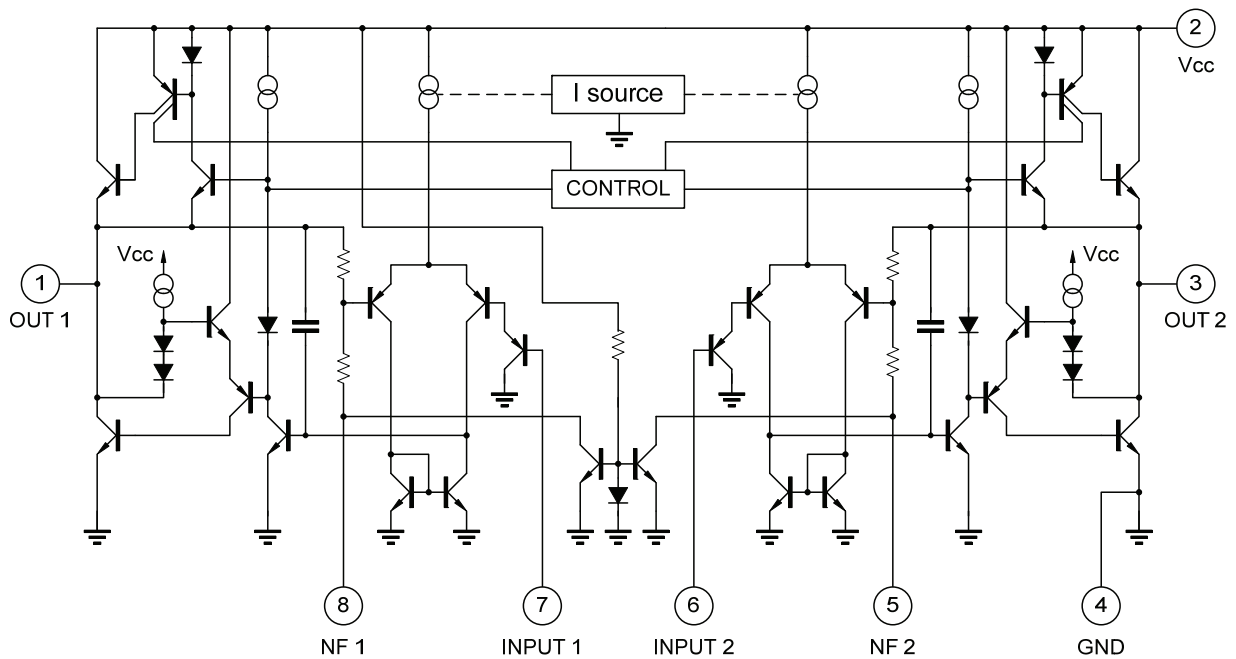 2
Vcc
I source
CONTROL
Vcc
Vcc
1
OUT 1
3
OUT 2
8
7
6
5
4
NF 1
INPUT 1
INPUT 2
NF 2
GND